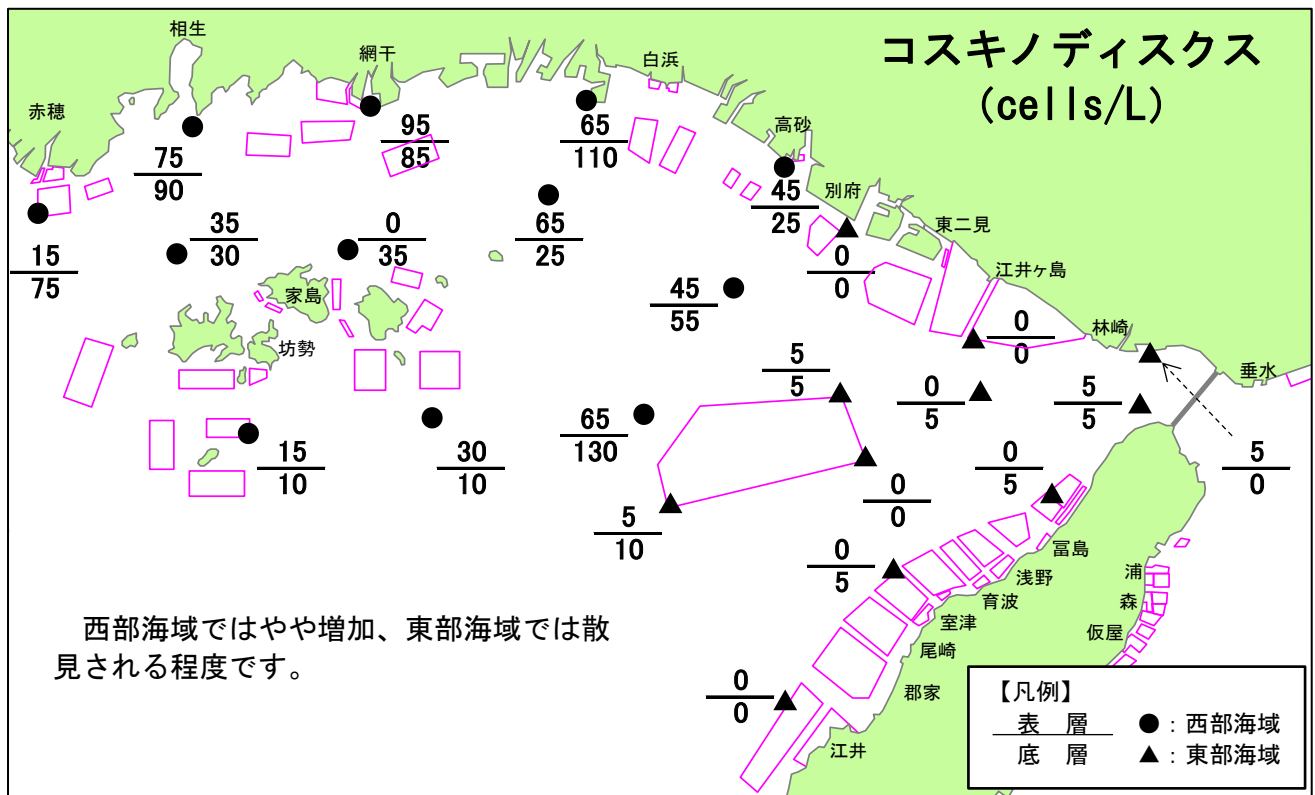 コスキノディスクス
(cells/L)
相生
網干
白浜
赤穂
高砂
別府
東二見
江井ヶ島
林崎
垂水
家島
坊勢
75
90
95
85
65
110
45
25
15
75
35
30
0
35
65
25
0
0
45
55
0
0
5
5
0
5
5
5
5
0
65
130
15
10
30
10
0
5
0
0
5
10
0
5
0
0
冨島
浅野
育波
室津
尾崎
郡家
江井
浦
森
仮屋
西部海域ではやや増加、東部海域では散
見される程度です。
【凡例】
表 層 ●：西部海域
底 層 ▲：東部海域